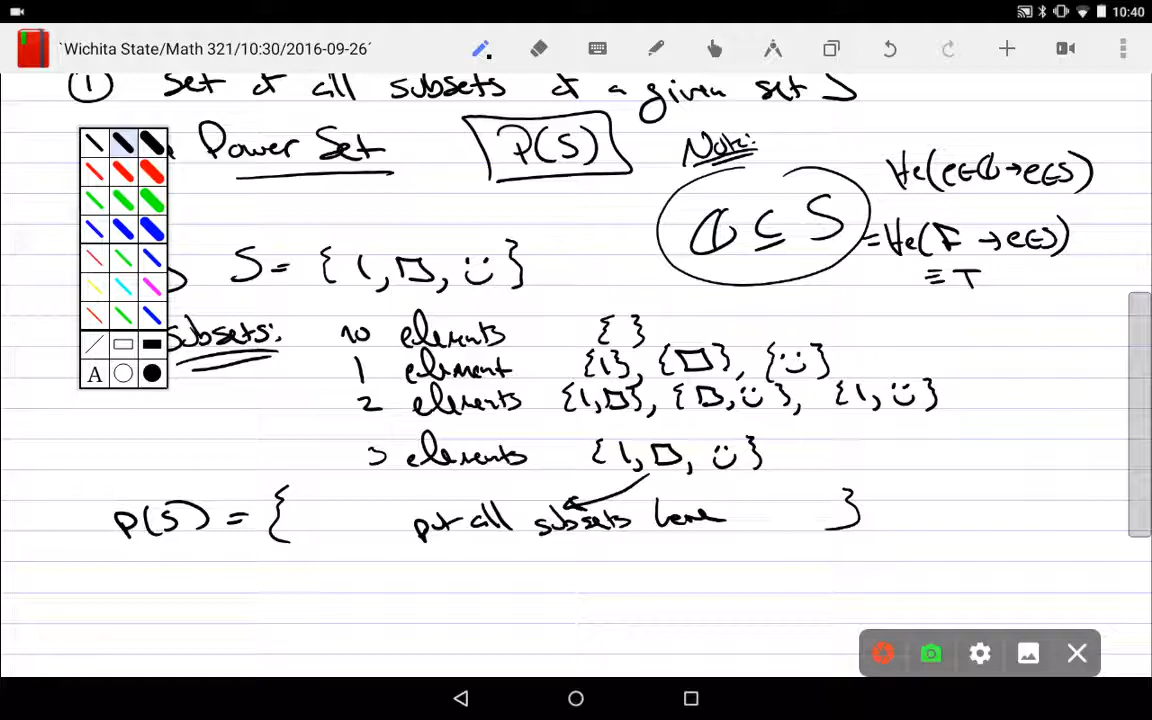 10:40
`Wichita State/Math 321/10:30/2016-09-26´
① Set of all subsets of a given set S
Power Set P(S) Note:
∅ ⊆ S
∀e(e∈∅→e∈S)
≡∀e(F→e∈S)
≡T
S = {1,□,☺}
subsets: no elements { }
1 element {1}, {□}, {☺}
2 elements {1,□}, {□,☺}, {1,☺}
3 elements {1,□,☺}
P(S) = { put all subsets here }
A